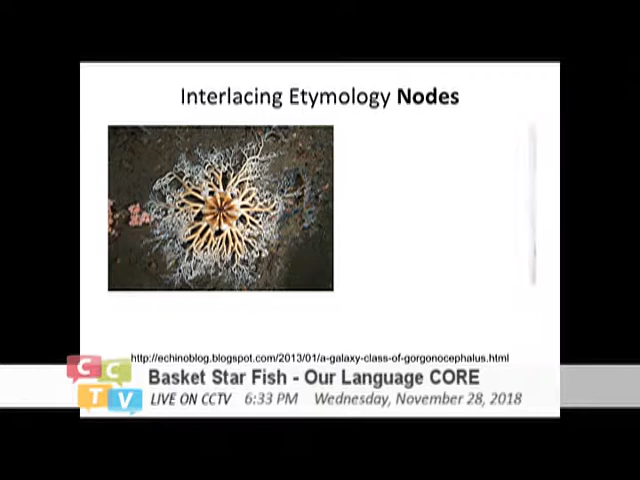 Interlacing Etymology Nodes
http://echinoblog.blogspot.com/2013/01/a-galaxy-class-of-gorgonocephalus.html
CCTV
Basket Star Fish - Our Language CORE
LIVE ON CCTV 6:33 PM Wednesday, November 28, 2018